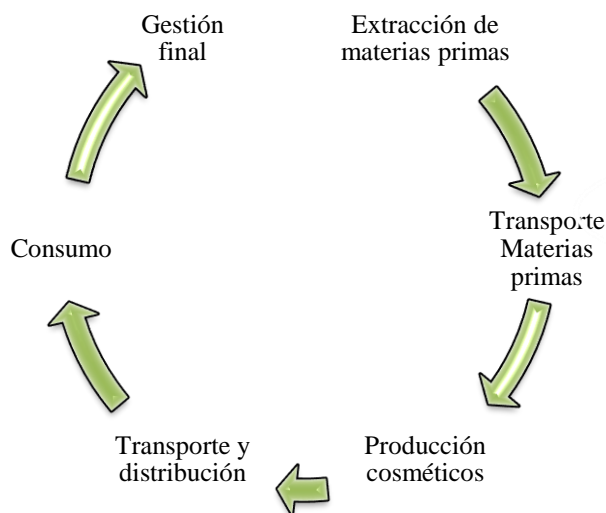 Gestión
final
Extracción de
materias primas
Transporte
Materias
primas
Producción
cosméticos
Transporte y
distribución
Consumo